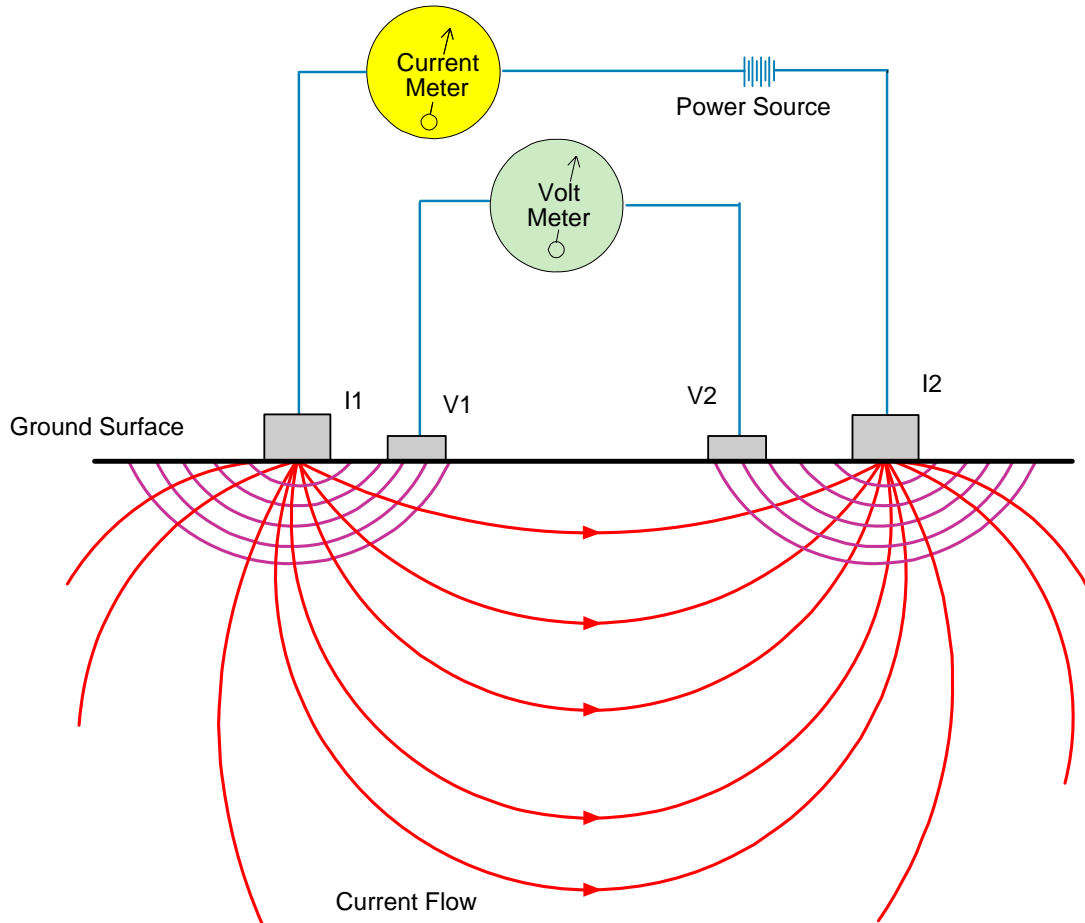 Current
Meter
Power Source
Volt
Meter
I1
V1
V2
I2
Ground Surface
Current Flow